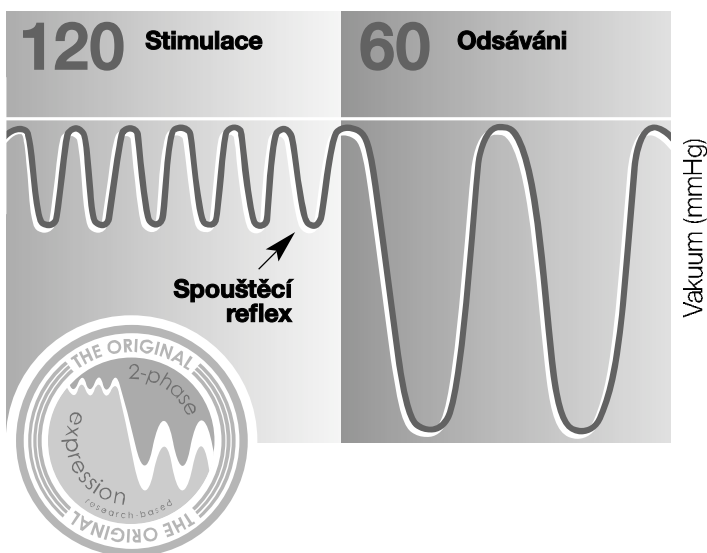 120 Stimulace
60 Odsáváni
Vakuum (mmHg)
Spouštěcí
reflex
THE ORIGINAL
2-phase
expression
research-based
THE ORIGINAL